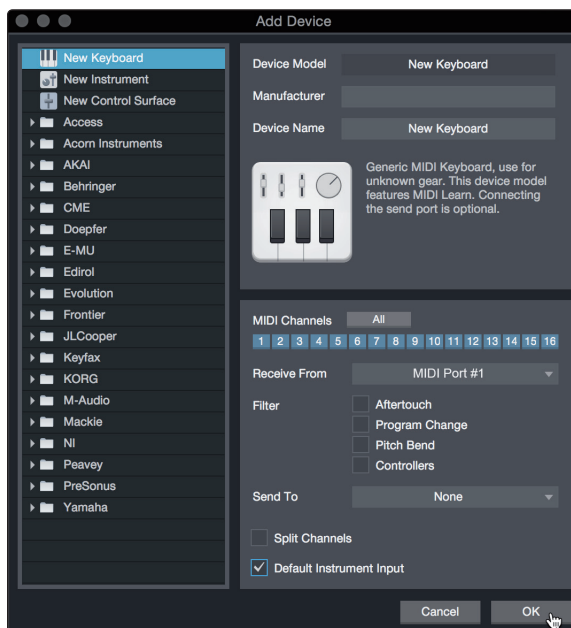 Add Device
New Keyboard
New Instrument
New Control Surface
Access
Acorn Instruments
AKAI
Behringer
CME
Doepfer
E-MU
Edirol
Evolution
Frontier
JLCooper
Keyfax
KORG
M-Audio
Mackie
NI
Peavey
PreSonus
Yamaha
Device Model New Keyboard
Manufacturer
Device Name New Keyboard
Generic MIDI Keyboard, use for
unknown gear. This device model
features MIDI Learn. Connecting
the send port is optional.
MIDI Channels All
1 2 3 4 5 6 7 8 9 10 11 12 13 14 15 16
Receive From MIDI Port #1
Filter Aftertouch
Program Change
Pitch Bend
Controllers
Send To None
Split Channels
Default Instrument Input
Cancel OK